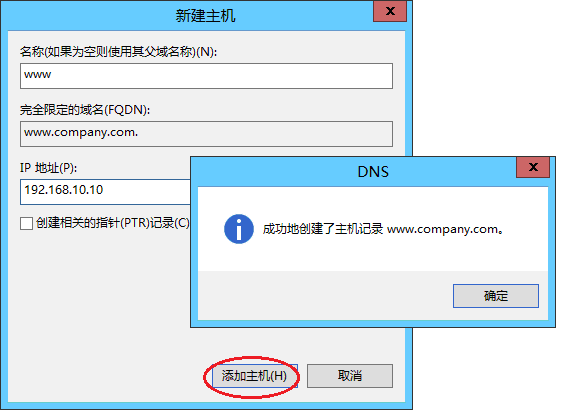 新建主机
x
名称(如果为空则使用其父域名称)(N):
www
完全限定的域名(FQDN):
www.company.com.
IP 地址(P):
192.168.10.10
创建相关的指针(PTR)记录(C)
DNS
x
成功地创建了主机记录 www.company.com。
确定
添加主机(H)
取消